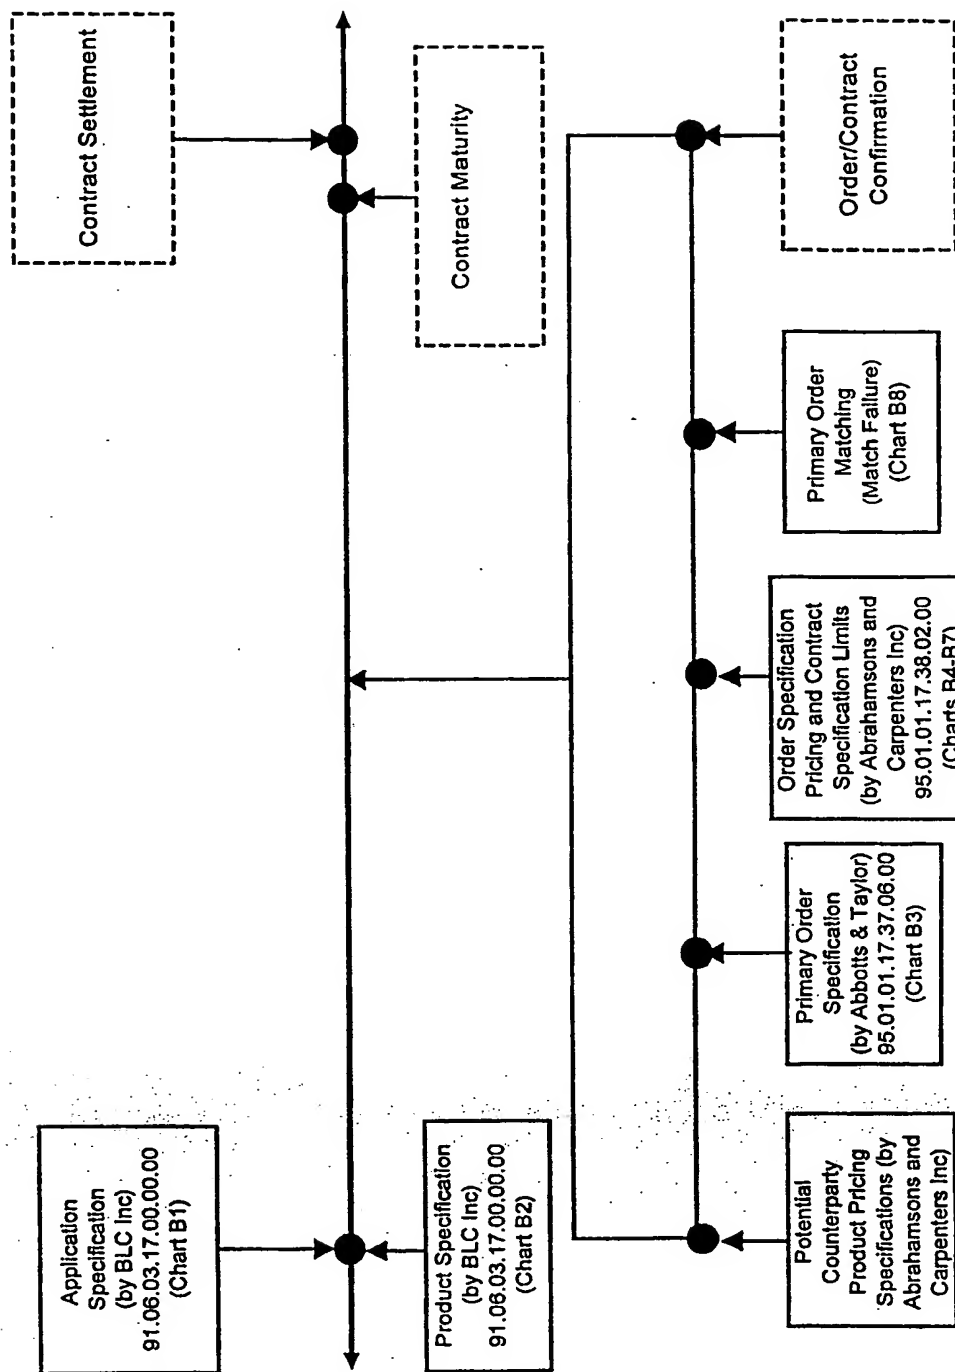 Application
Specification
(by BLC Inc)
91.06.03.17.00.00.00
(Chart B1)
Contract Settlement
Product Specification
(by BLC Inc)
91.06.03.17.00.00.00
(Chart B2)
Contract Maturity
Potential
Counterparty
Product Pricing
Specifications (by
Abrahamsons and
Carpenters Inc)
Primary Order
Specification
(by Abbotts & Taylor)
95.01.01.17.37.06.00
(Chart B3)
Order Specification
Pricing and Contract
Specification Limits
(by Abrahamsons and
Carpenters Inc)
95.01.01.17.38.02.00
(Charts B4-B7)
Primary Order
Matching
(Match Failure)
(Chart B8)
Order/Contract
Confirmation